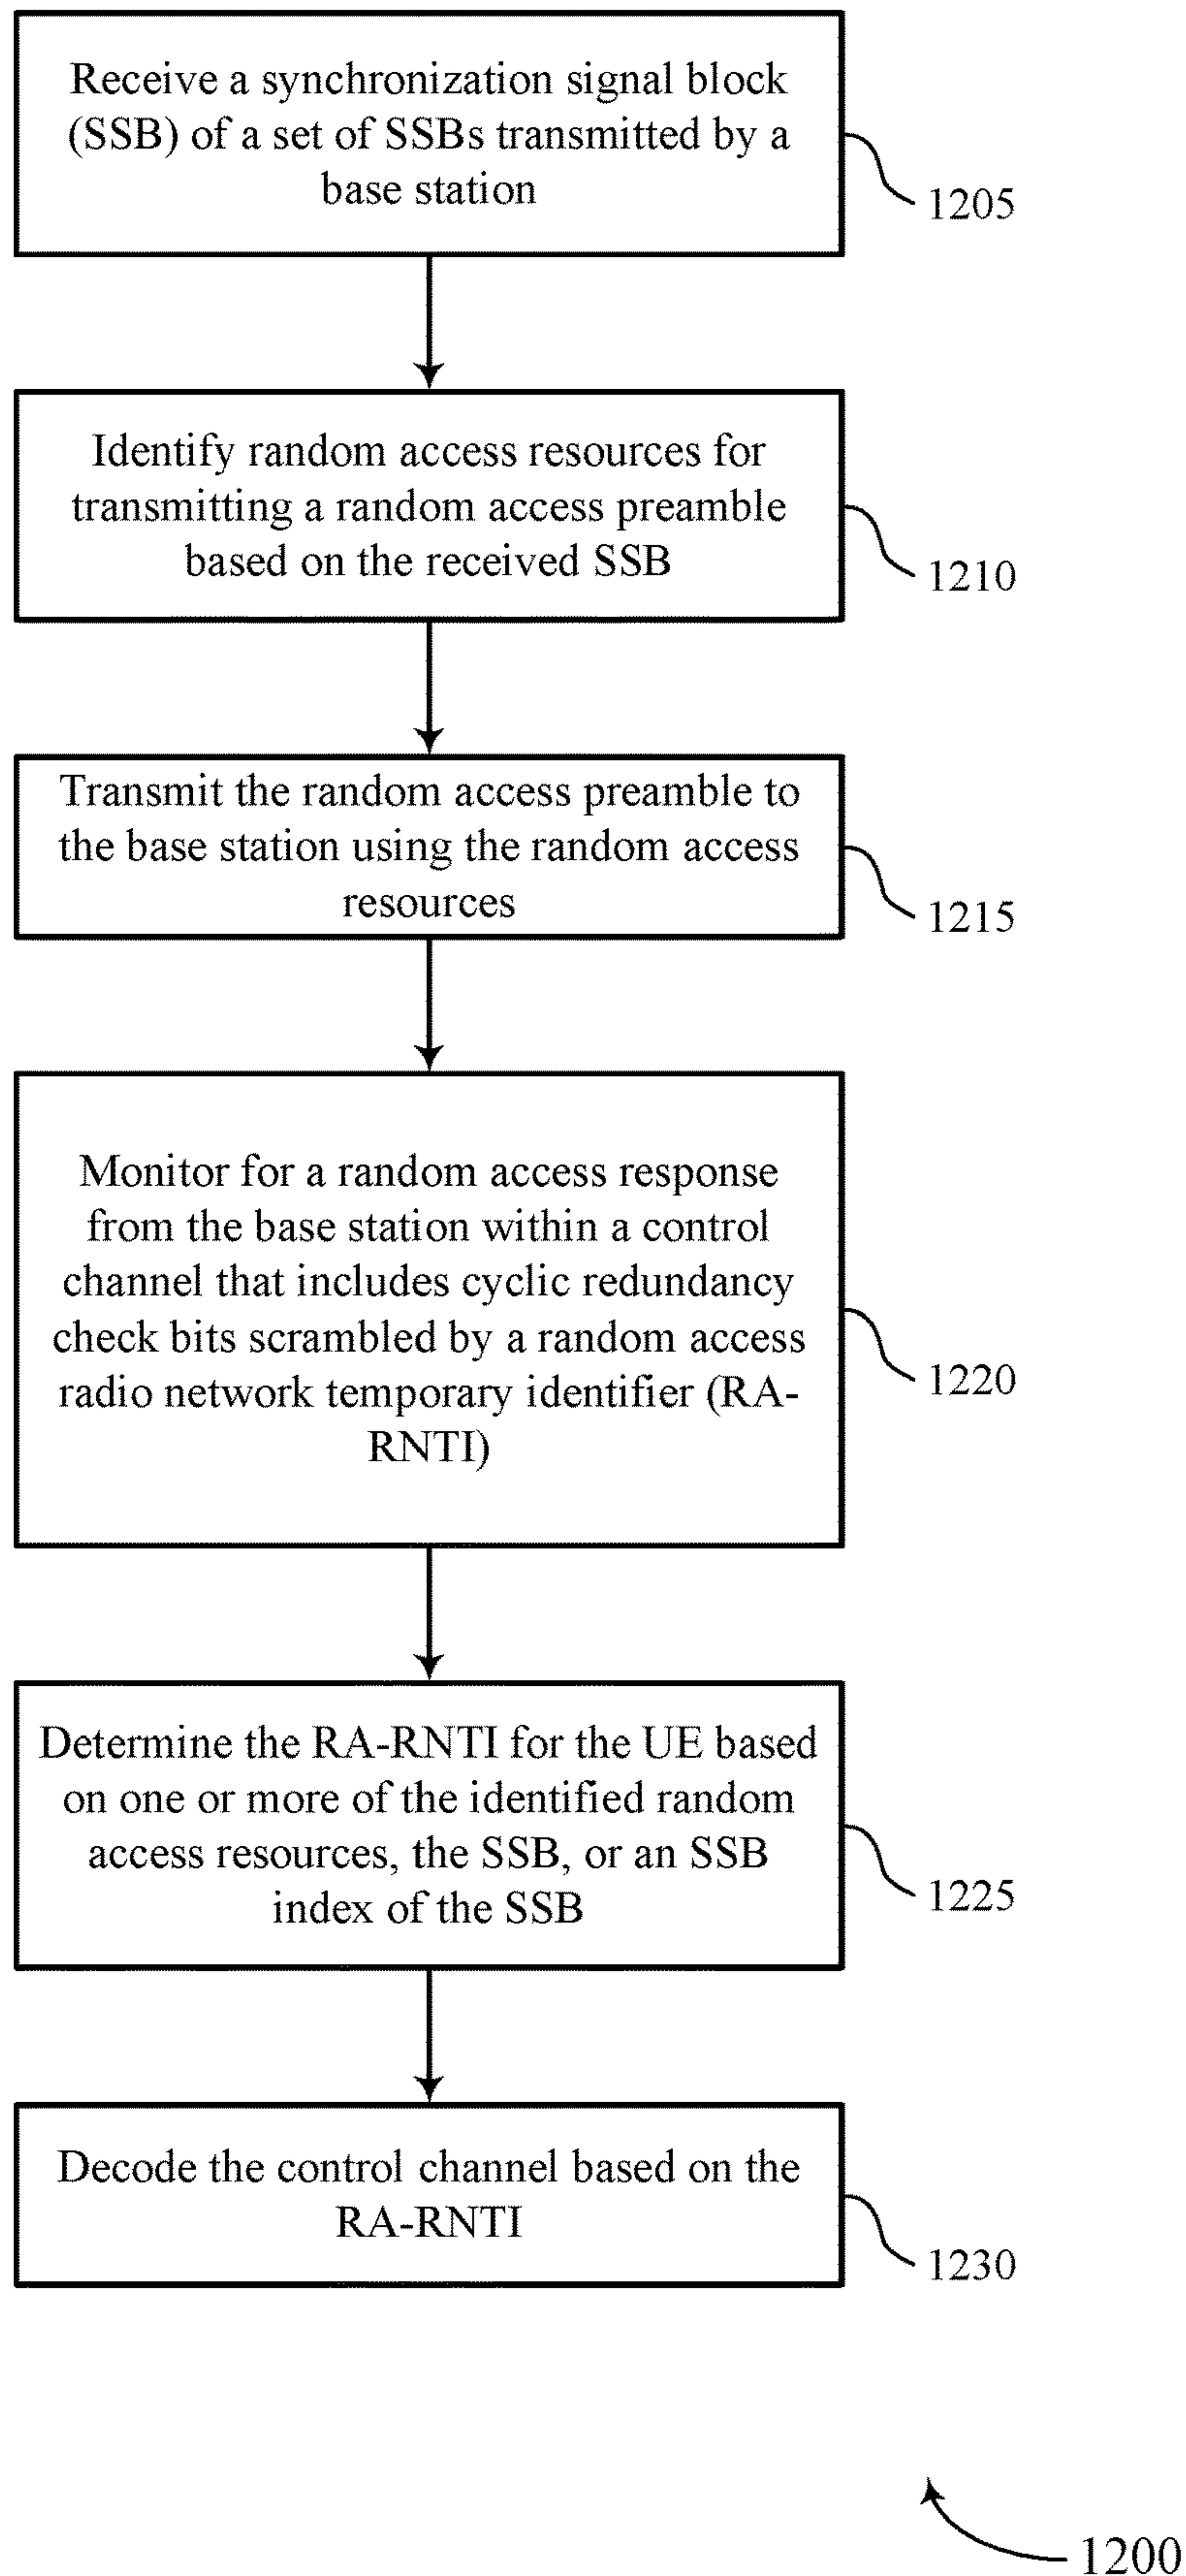 Receive a synchronization signal block
(SSB) of a set of SSBs transmitted by a
base station
1205
Identify random access resources for
transmitting a random access preamble
based on the received SSB
1210
Transmit the random access preamble to
the base station using the random access
resources
1215
Monitor for a random access response
from the base station within a control
channel that includes cyclic redundancy
check bits scrambled by a random access
radio network temporary identifier (RA-
RNTI)
1220
Determine the RA-RNTI for the UE based
on one or more of the identified random
access resources, the SSB, or an SSB
index of the SSB
1225
Decode the control channel based on the
RA-RNTI
1230
1200